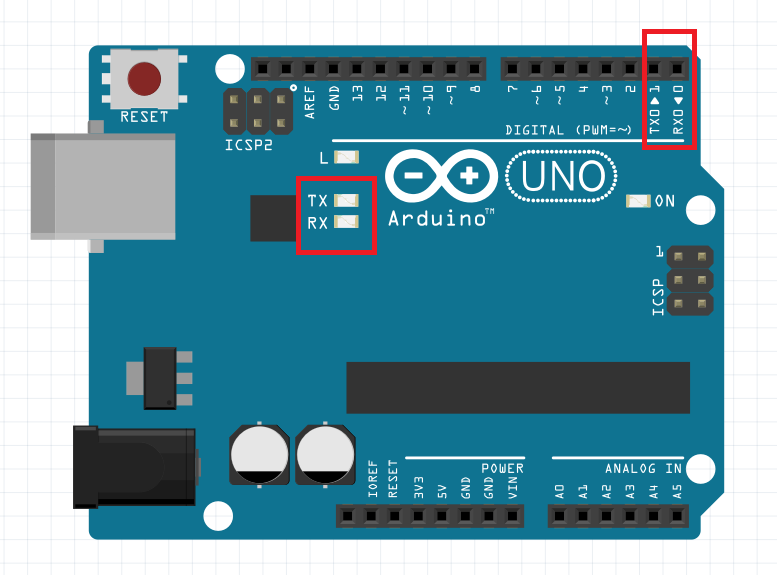 RESET
ICSP2
AREF
GND
13
12
~11
~10
~9
8
7
~6
~5
4
~3
2
TX0▶1
RX0◀0
DIGITAL (PWM=~)
L
TX
RX
UNO
Arduino™
ON
1
ICSP
POWER
ANALOG IN
IOREF
RESET
3V3
5V
GND
GND
VIN
A0
A1
A2
A3
A4
A5